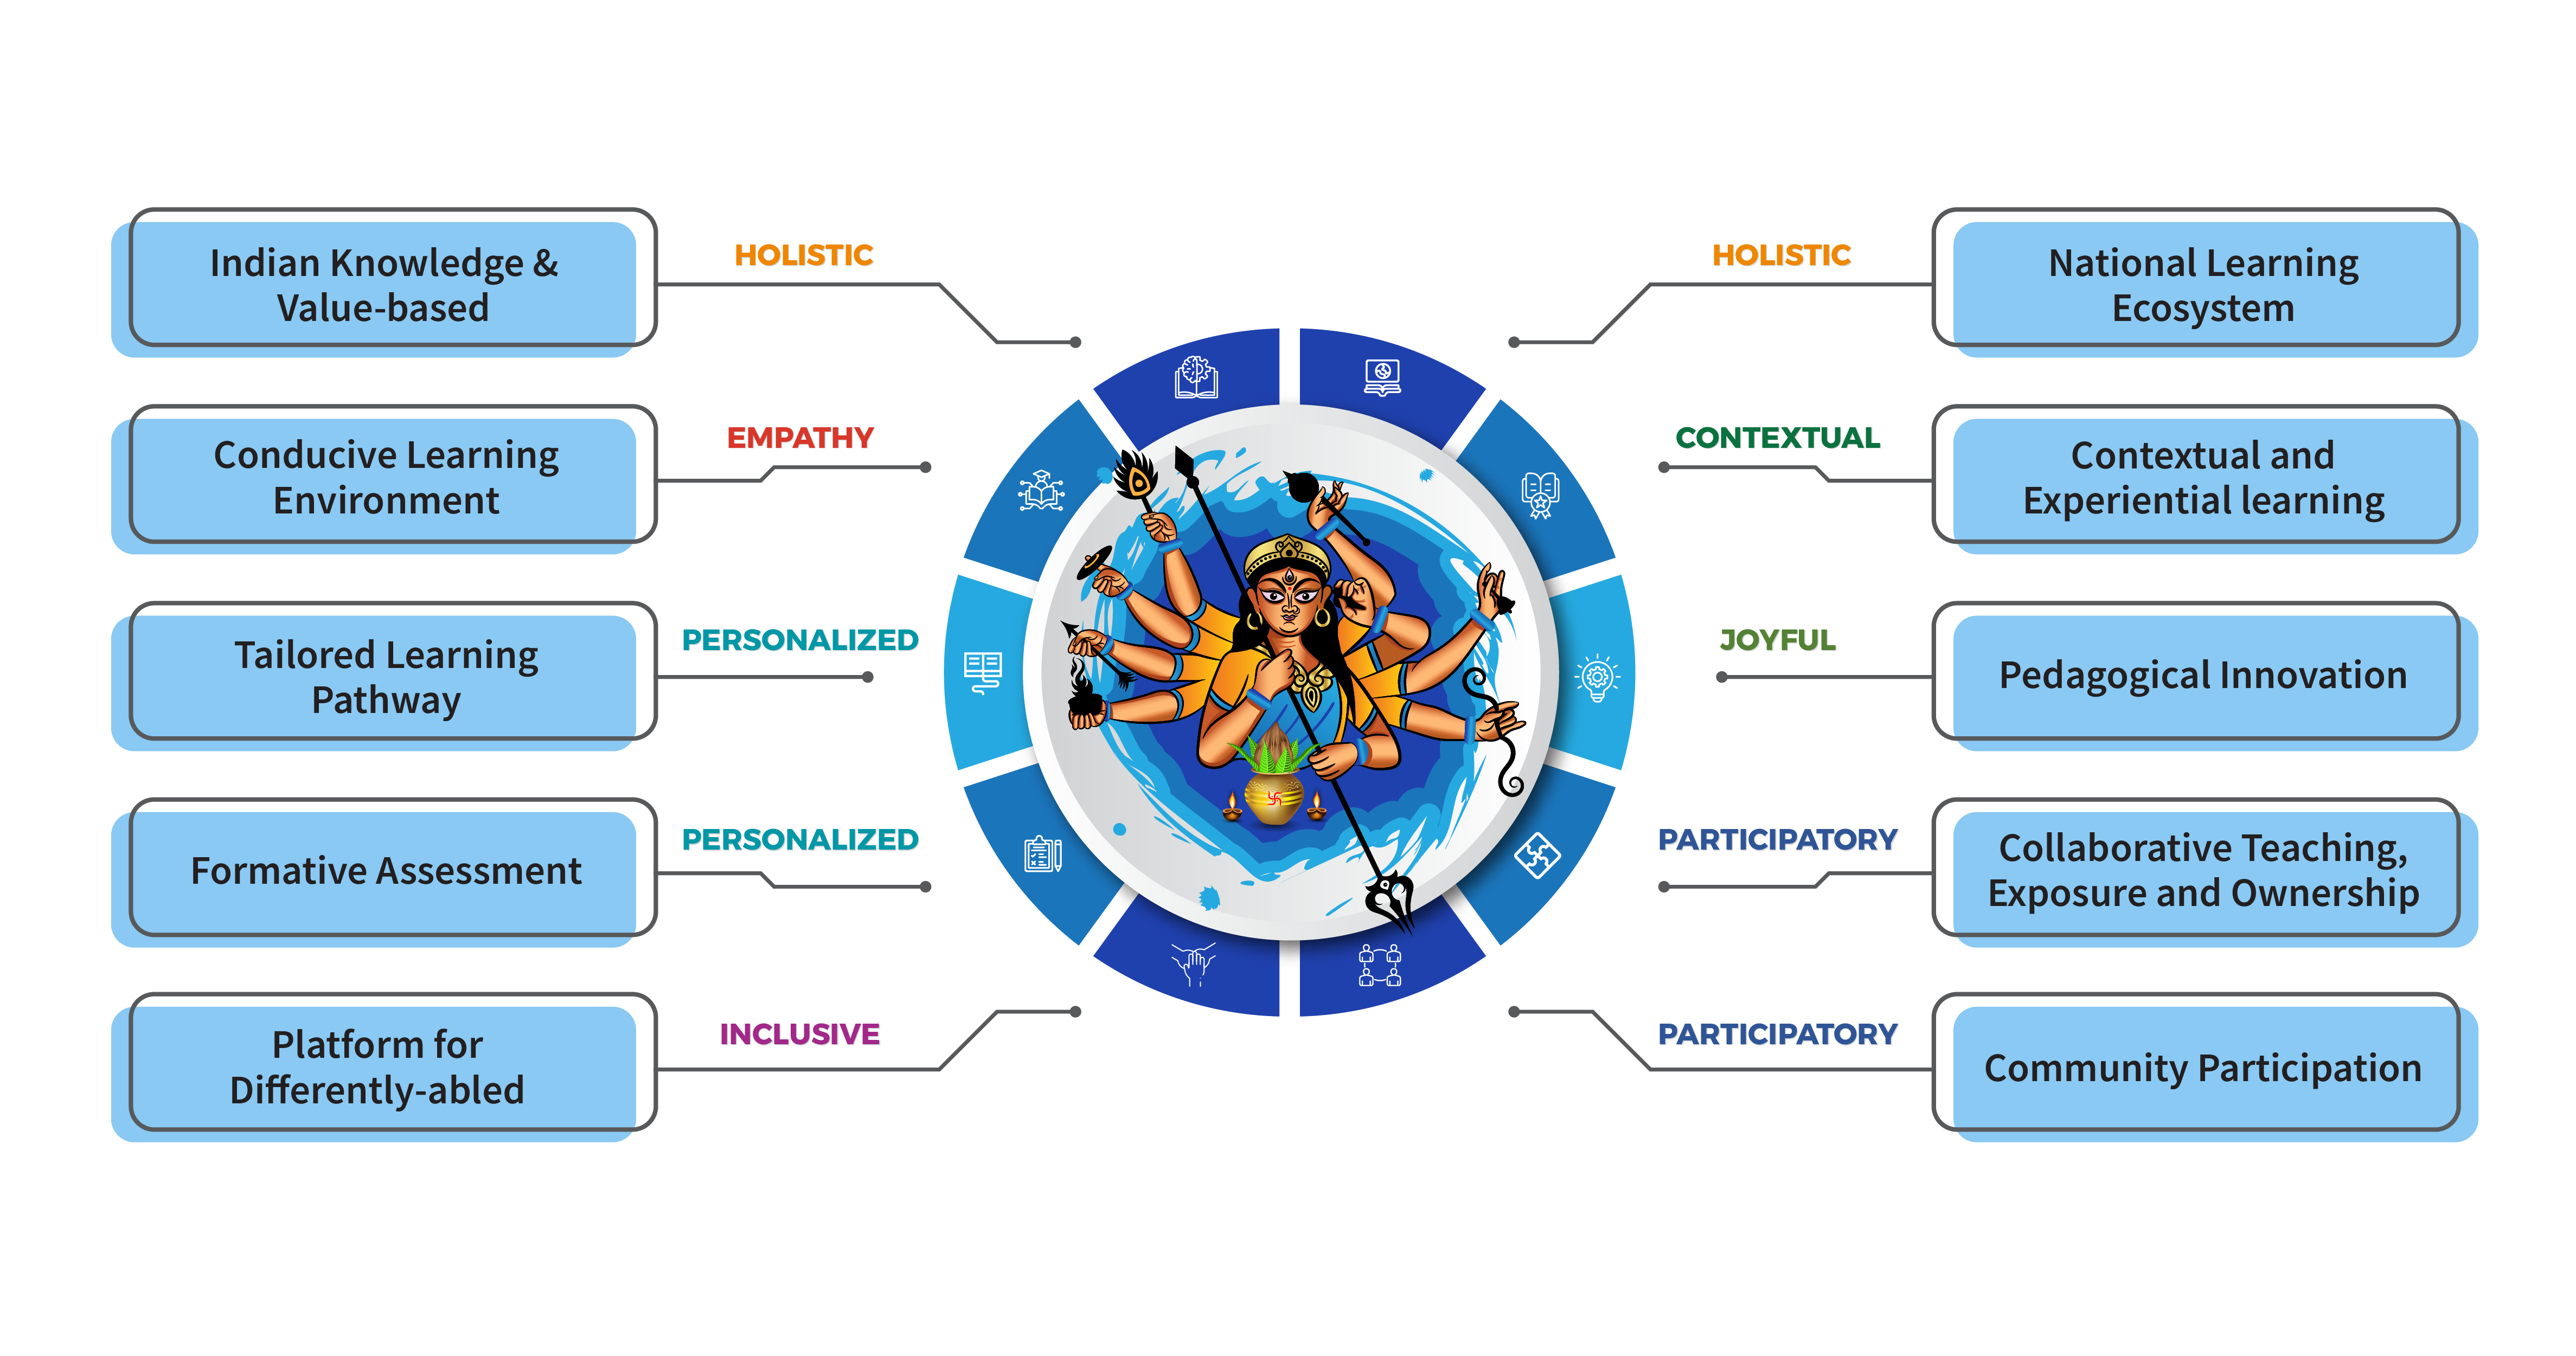 Indian Knowledge &
Value-based
HOLISTIC
Conducive Learning
Environment
EMPATHY
Tailored Learning
Pathway
PERSONALIZED
Formative Assessment
PERSONALIZED
Platform for
Differently-abled
INCLUSIVE
HOLISTIC
National Learning
Ecosystem
CONTEXTUAL
Contextual and
Experiential learning
JOYFUL
Pedagogical Innovation
PARTICIPATORY
Collaborative Teaching,
Exposure and Ownership
PARTICIPATORY
Community Participation